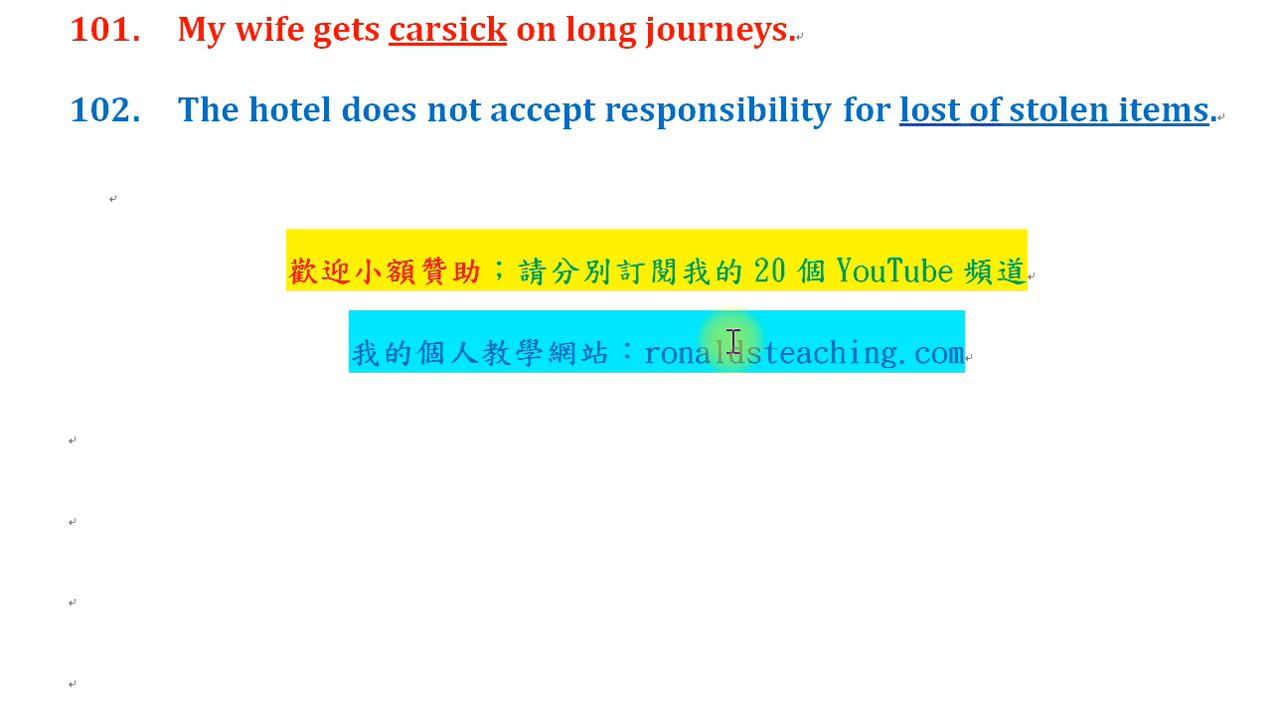 101. My wife gets carsick on long journeys.
102. The hotel does not accept responsibility for lost of stolen items.
歡迎小額贊助；請分別訂閱我的 20 個 YouTube 頻道
我的個人教學網站：ronaldsteaching.com